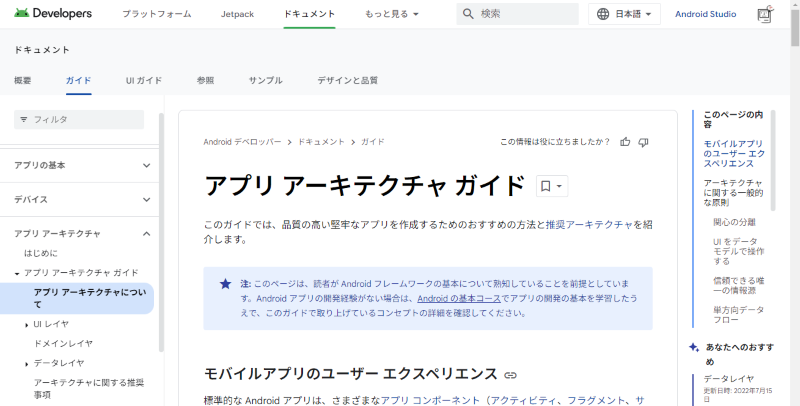 Developers
プラットフォーム
Jetpack
ドキュメント
もっと見る
検索
日本語
Android Studio
ドキュメント
概要
ガイド
UI ガイド
参照
サンプル
デザインと品質
フィルタ
アプリの基本
デバイス
アプリ アーキテクチャ
はじめに
アプリ アーキテクチャ ガイド
アプリ アーキテクチャについ
て
UI レイヤ
ドメインレイヤ
データレイヤ
アーキテクチャに関する推奨
事項
Android デベロッパー > ドキュメント > ガイド
この情報は役に立ちましたか？
アプリ アーキテクチャ ガイド
このガイドでは、品質の高い堅牢なアプリを作成するためのおすすめの方法と推奨アーキテクチャを紹
介します。
注: このページは、読者が Android フレームワークの基本について熟知していることを前提としていま
す。Android アプリの開発経験がない場合は、Android の基本コースでアプリの開発の基本を学習したう
えで、このガイドで取り上げているコンセプトの詳細を確認してください。
モバイルアプリのユーザー エクスペリエンス
標準的な Android アプリは、さまざまなアプリ コンポーネント（アクティビティ、フラグメント、サ
このページの内
容
モバイルアプリ
のユーザー エク
スペリエンス
アーキテクチャ
に関する一般的
な原則
関心の分離
UI をデータ
モデルで操作
する
信頼できる唯
一の情報源
単方向データ
フロー
あなたへのおすす
め
データレイヤ
更新日時: 2022年7月15
日